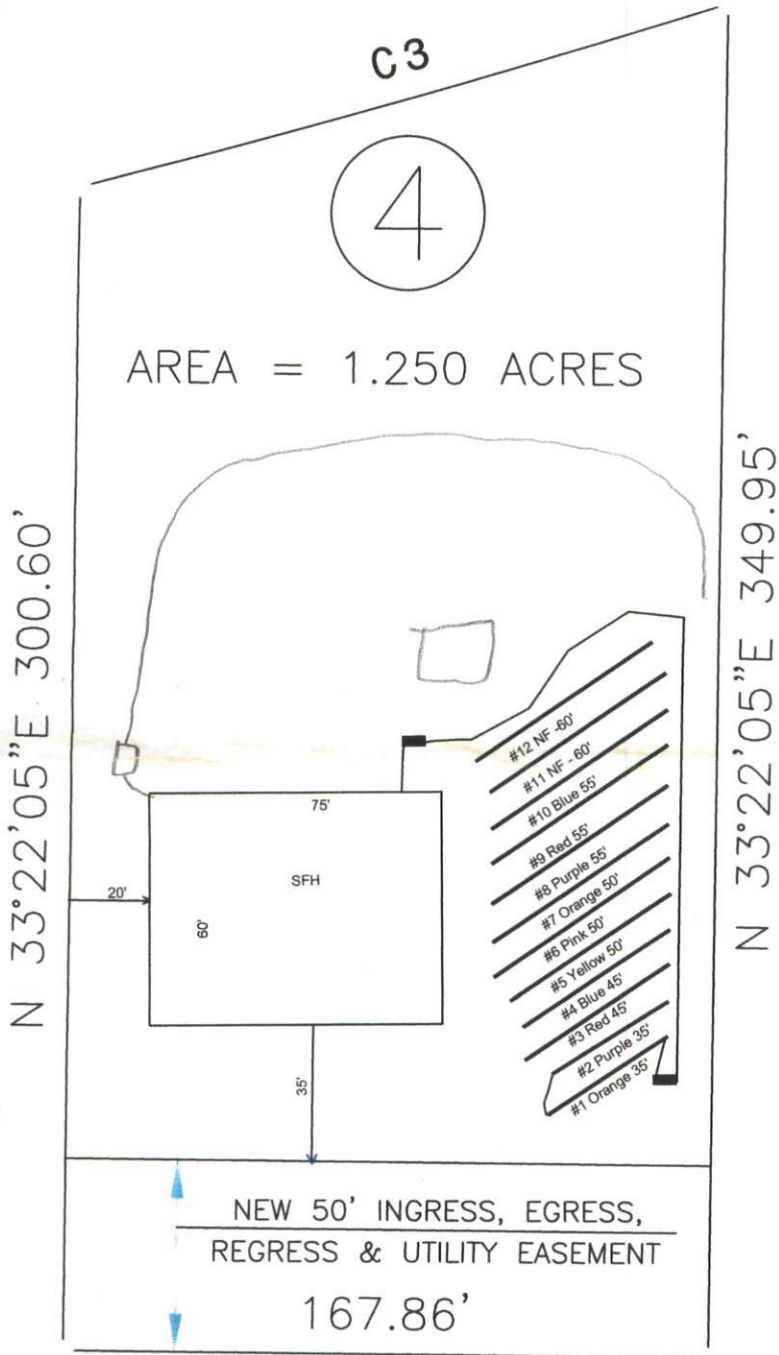 C3
4
AREA = 1.250 ACRES
N 33°22'05"E 300.60'
N 33°22'05"E 349.95'
#12 NF -60'
#11 NF - 60'
#10 Blue 55'
#9 Red 55'
#8 Purple 55'
#7 Orange 50'
#6 Pink 50'
#5 Yellow 50'
#4 Blue 45'
#3 Red 45'
#2 Purple 35'
#1 Orange 35'
75'
SFH
20'
60'
35'
NEW 50' INGRESS, EGRESS,
REGRESS & UTILITY EASEMENT
167.86'